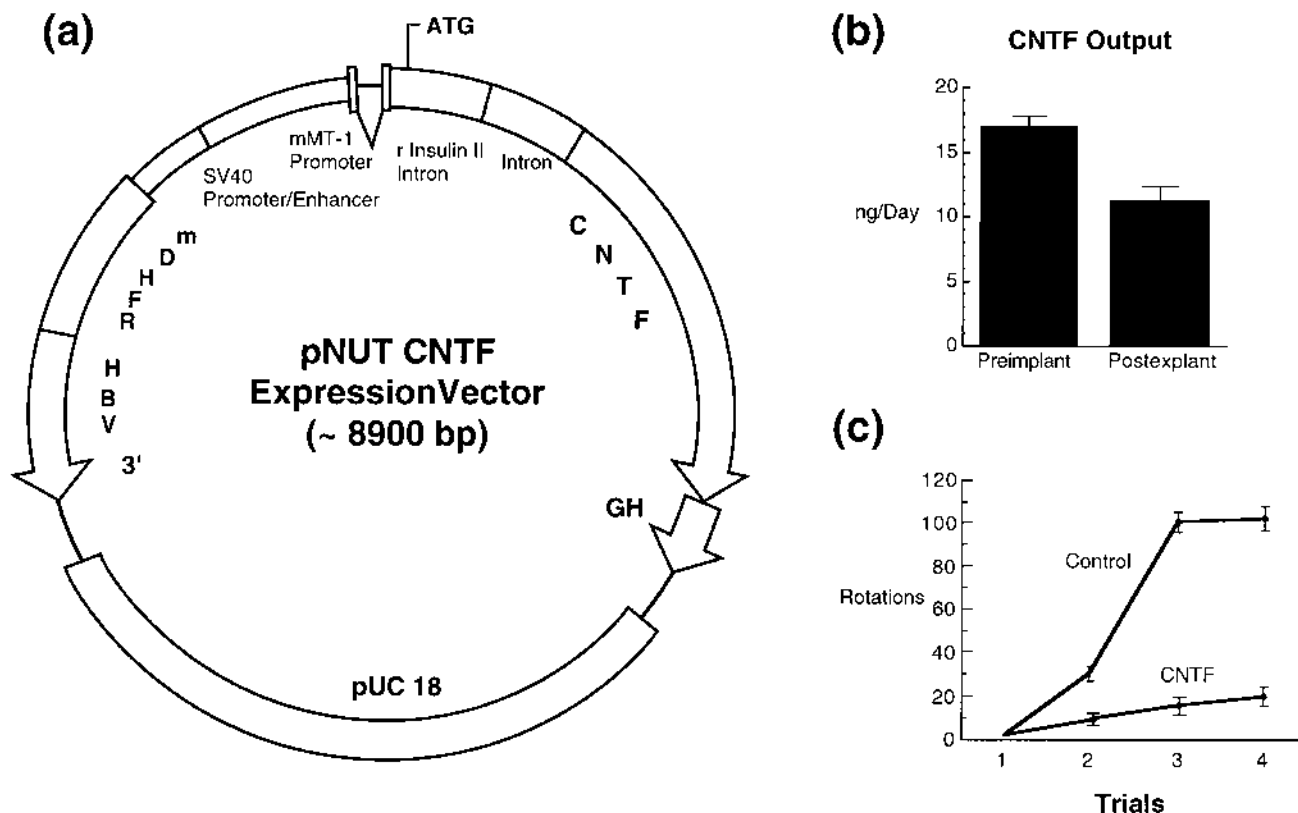 (a)
ATG
mMT-1
Promoter
r Insulin II
Intron
Intron
SV40
Promoter/Enhancer
m
D
H
F
R
H
B
V
3'
C
N
T
F
pNUT CNTF
ExpressionVector
(~ 8900 bp)
GH
pUC 18
(b)
CNTF Output
20
15
ng/Day
10
5
0
Preimplant
Postexplant
(c)
120
100
80
60
40
20
0
Rotations
Control
CNTF
1
2
3
4
Trials